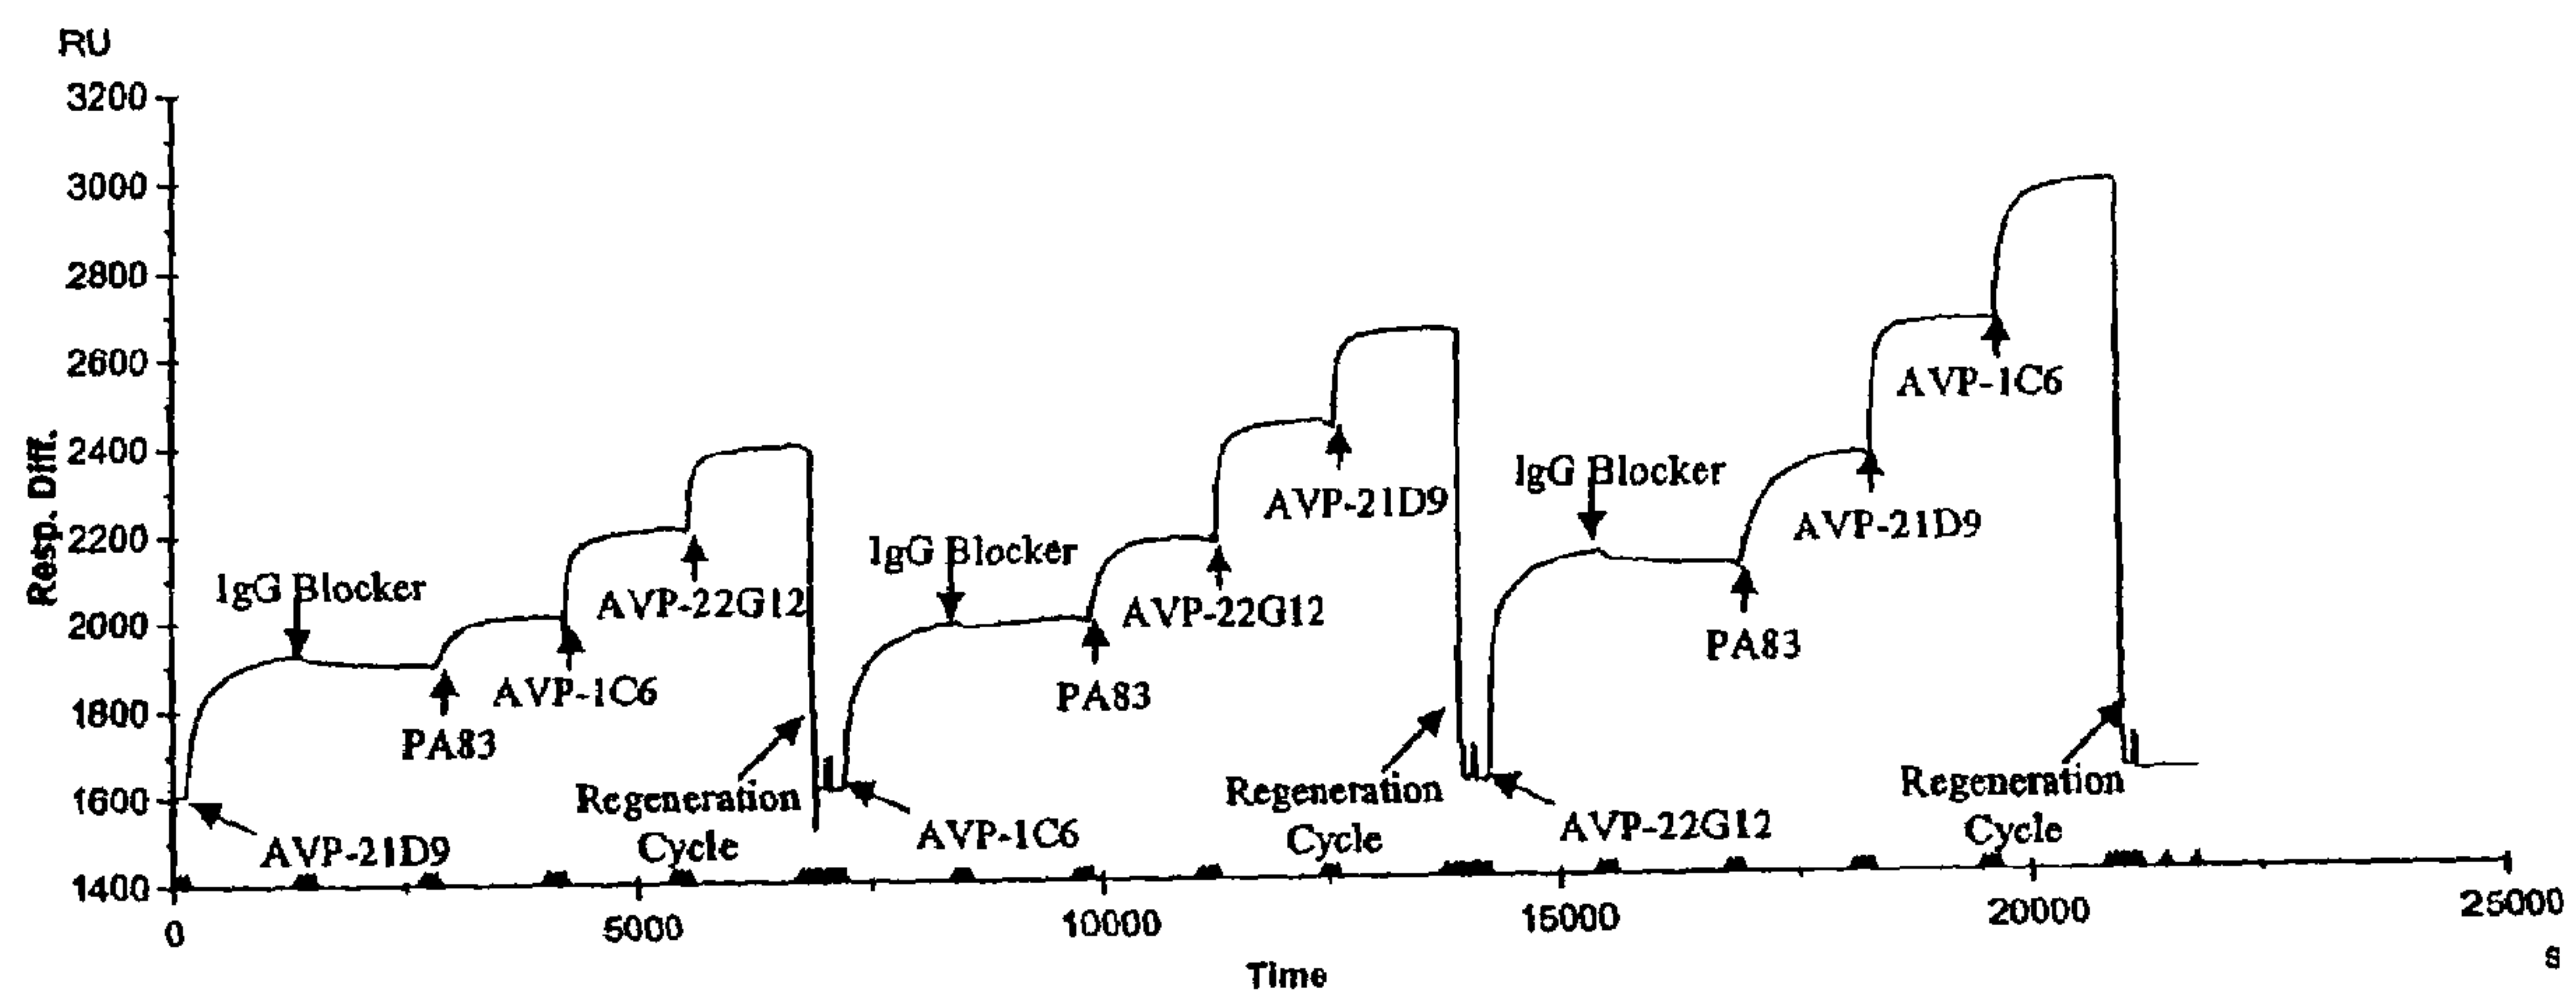 RU
3200
3000
2800
2600
2400
2200
2000
1800
1600
1400
Resp. Diff.
IgG Blocker
AVP-21D9
PA83
AVP-1C6
AVP-22G12
Regeneration
Cycle
AVP-1C6
IgG Blocker
PA83
AVP-22G12
AVP-21D9
Regeneration
Cycle
AVP-22G12
IgG Blocker
PA83
AVP-21D9
AVP-1C6
Regeneration
Cycle
0
5000
10000
15000
20000
25000
Time
s